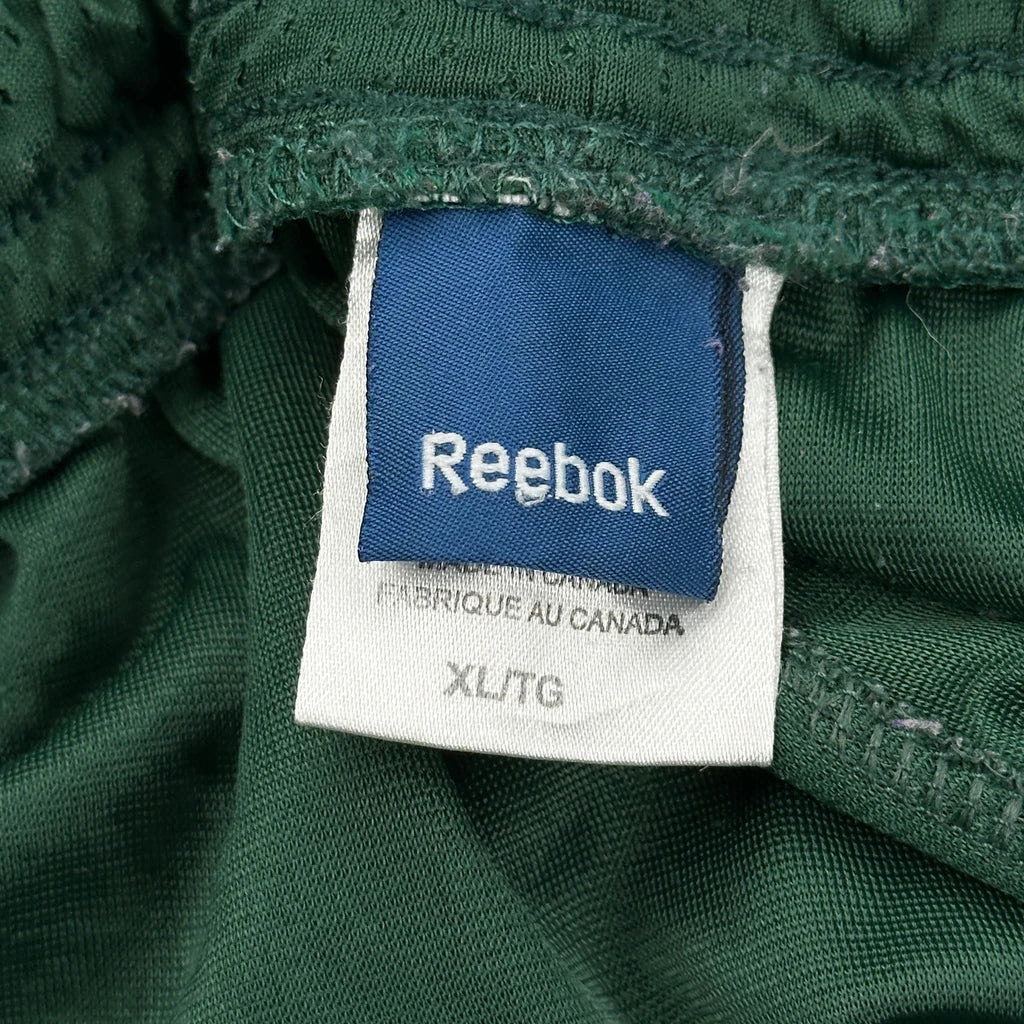 Reebok
MADE IN CANADA
FABRIQUE AU CANADA
XL/TG